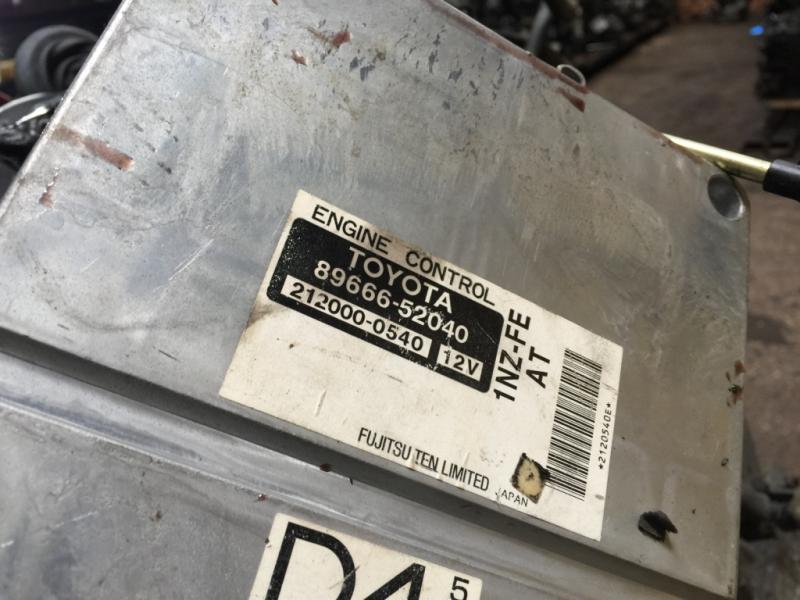 ENGINE CONTROL
TOYOTA
89666-52040
212000-0540 12V
1NZ-FE
AT
*2120540E*
FUJITSU TEN LIMITED
JAPAN
D4
5